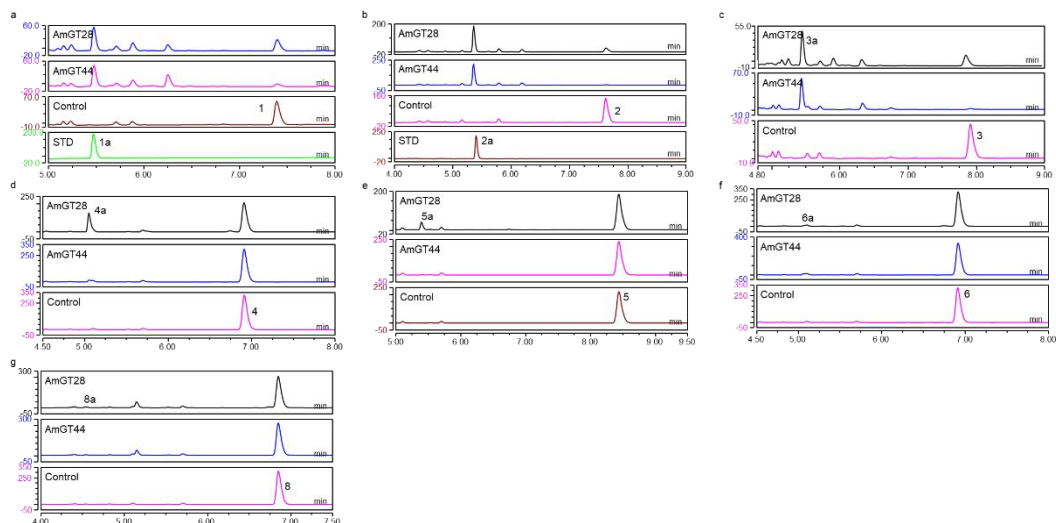 a
60.0
AmGT28
20.0
min
60.0
AmGT44
-20.0
min
70.0
Control
1
-10.0
min
200.0
STD
1a
-20.0
min
5.00 6.00 7.00 8.00
b
200
AmGT28
20
min
250
AmGT44
50
min
160
Control
2
-20
min
250
STD
2a
-20
min
4.00 5.00 6.00 7.00 8.00 9.00
c
55.0
AmGT28
3a
-10
min
70.0
AmGT44
-10.0
min
50.0
Control
3
-10.0
min
4.80 6.00 7.00 8.00 9.00
d
250
AmGT28
4a
-50
min
350
AmGT44
250
-50
min
350
Control
250
4
-50
min
4.50 5.00 6.00 7.00 8.00
e
200
AmGT28
5a
20
min
250
AmGT44
-50
min
250
Control
5
-50
min
5.00 6.00 7.00 8.00 9.00 9.50
f
350
AmGT28
250
6a
-50
min
400
AmGT44
-50
min
350
Control
250
6
-50
min
4.50 5.00 6.00 7.00 8.00
g
300
AmGT28
8a
-50
min
300
AmGT44
-50
min
350
Control
250
8
-50
min
4.00 5.00 6.00 7.00 7.50